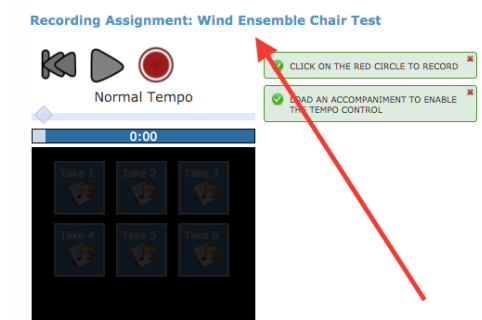 Recording Assignment: Wind Ensemble Chair Test
CLICK ON THE RED CIRCLE TO RECORD
Normal Tempo
LOAD AN ACCOMPANIMENT TO ENABLE
THE TEMPO CONTROL
0:00
Take 1 Take 2 Take 3
Take 4 Take 5 Take 6